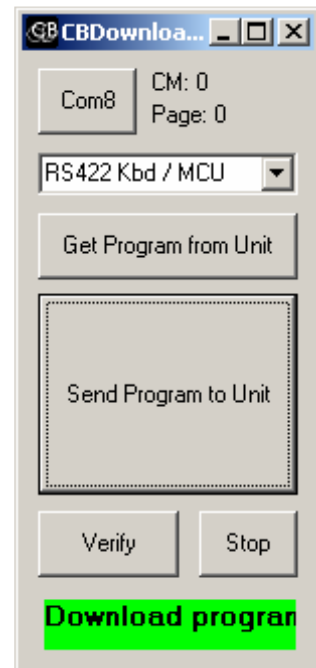 CBDownloa...
Com8
CM: 0
Page: 0
RS422 Kbd / MCU
Get Program from Unit
Send Program to Unit
Verify
Stop
Download progran